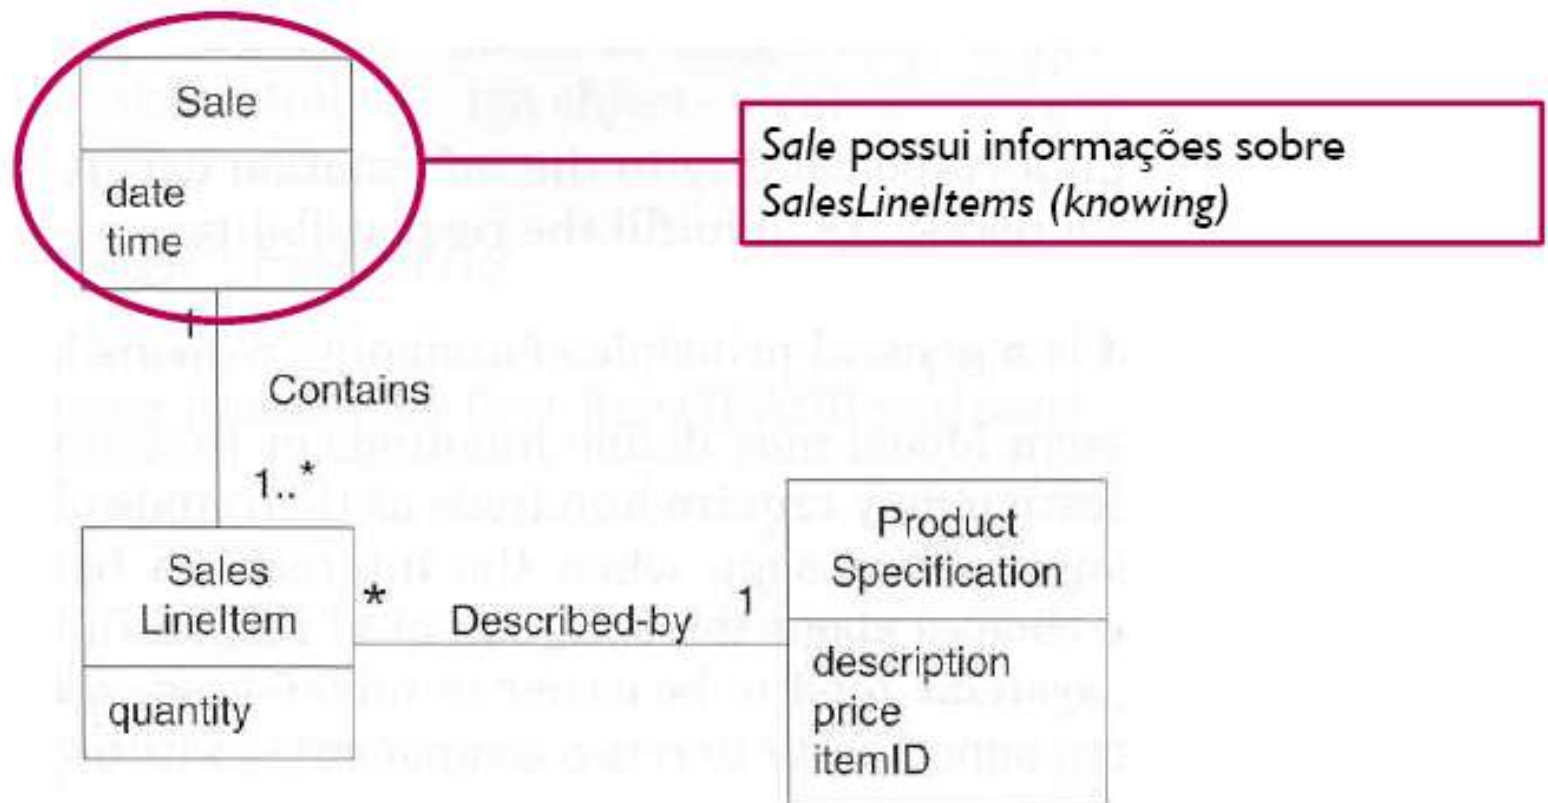 Sale
date
time
Sale possui informações sobre
SalesLineItems (knowing)
1
Contains
1..*
Sales
LineItem
quantity
*
Described-by
1
Product
Specification
description
price
itemID